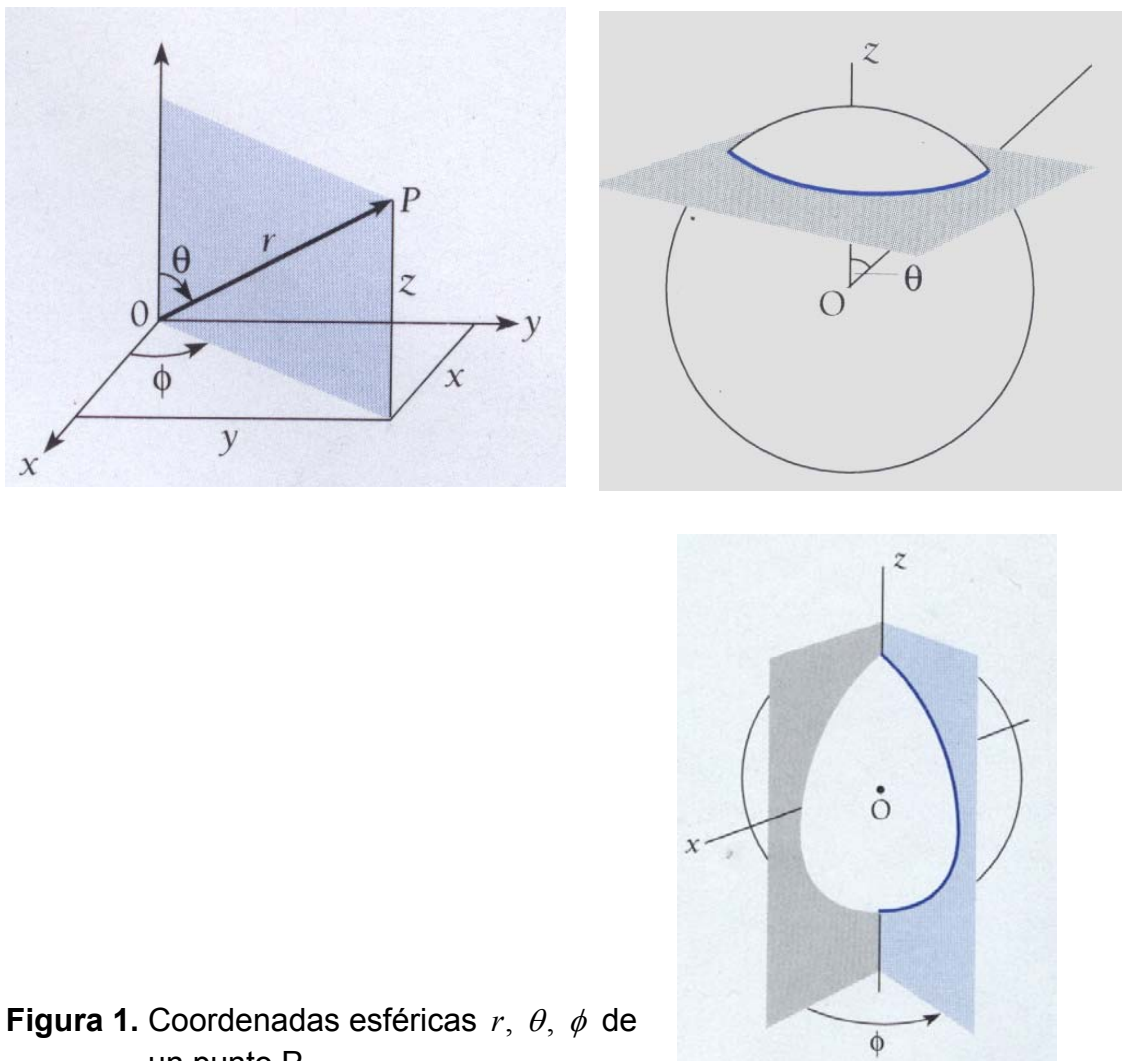 P
r
θ
z
0
y
x
ϕ
y
x
z
θ
O
z
O
x
ϕ
Figura 1. Coordenadas esféricas r, θ, ϕ de
un punto P